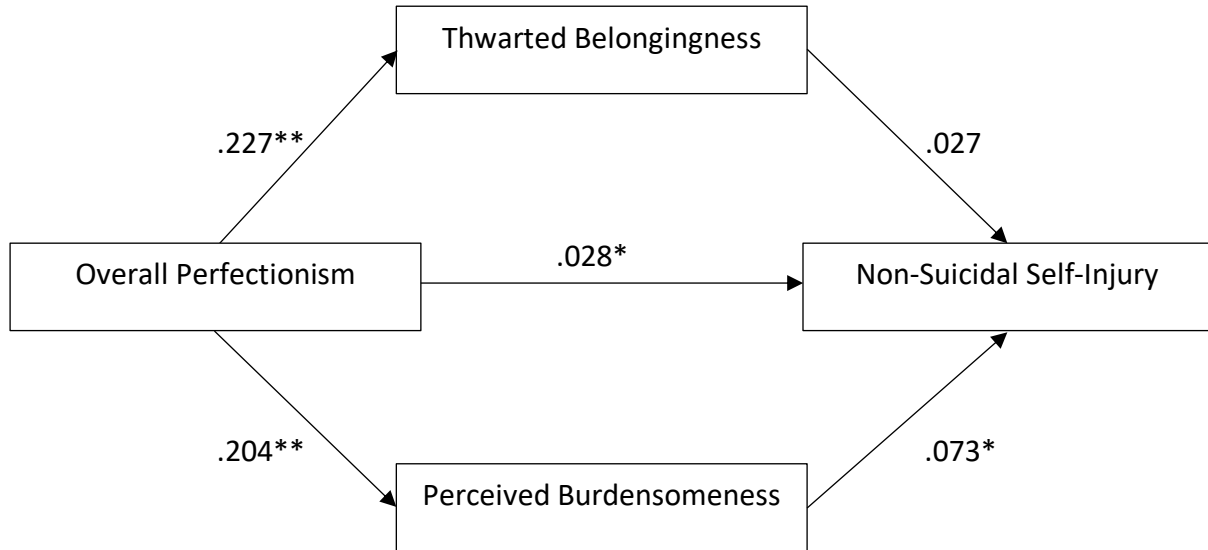 Thwarted Belongingness
.227**
.027
Overall Perfectionism
.028*
Non-Suicidal Self-Injury
.204**
.073*
Perceived Burdensomeness